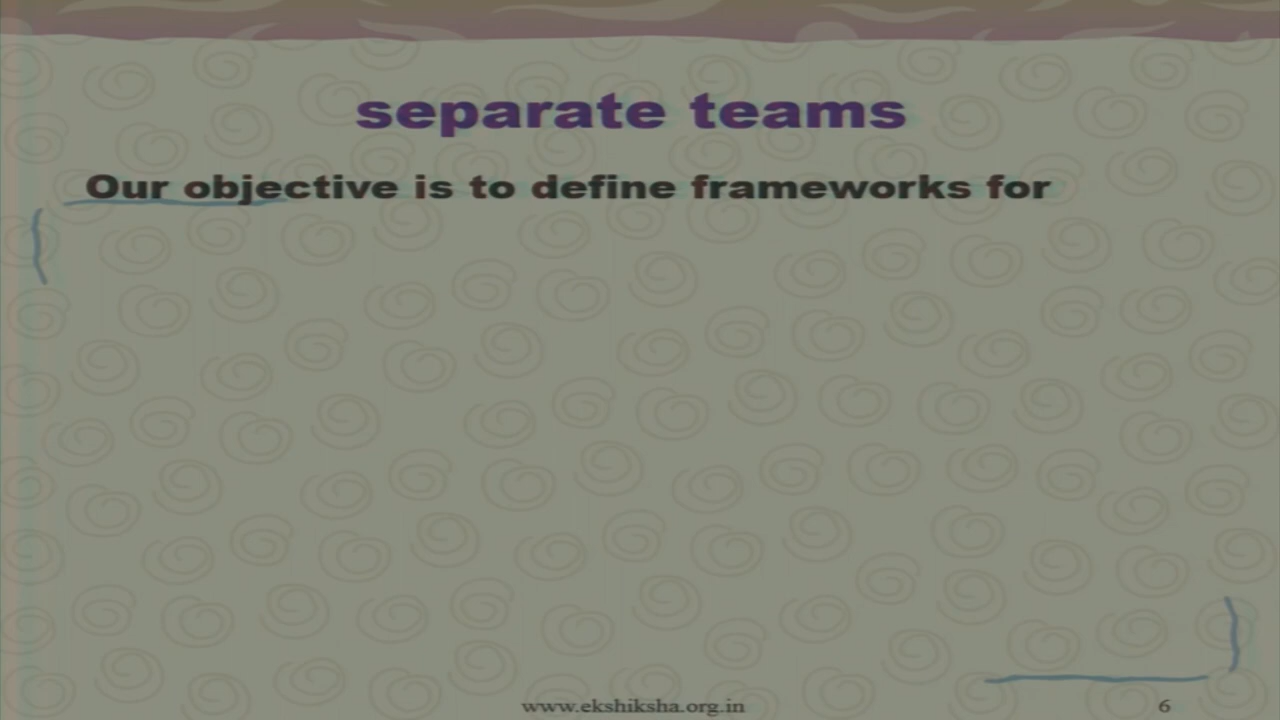 separate teams
Our objective is to define frameworks for
www.ekshiksha.org.in
6